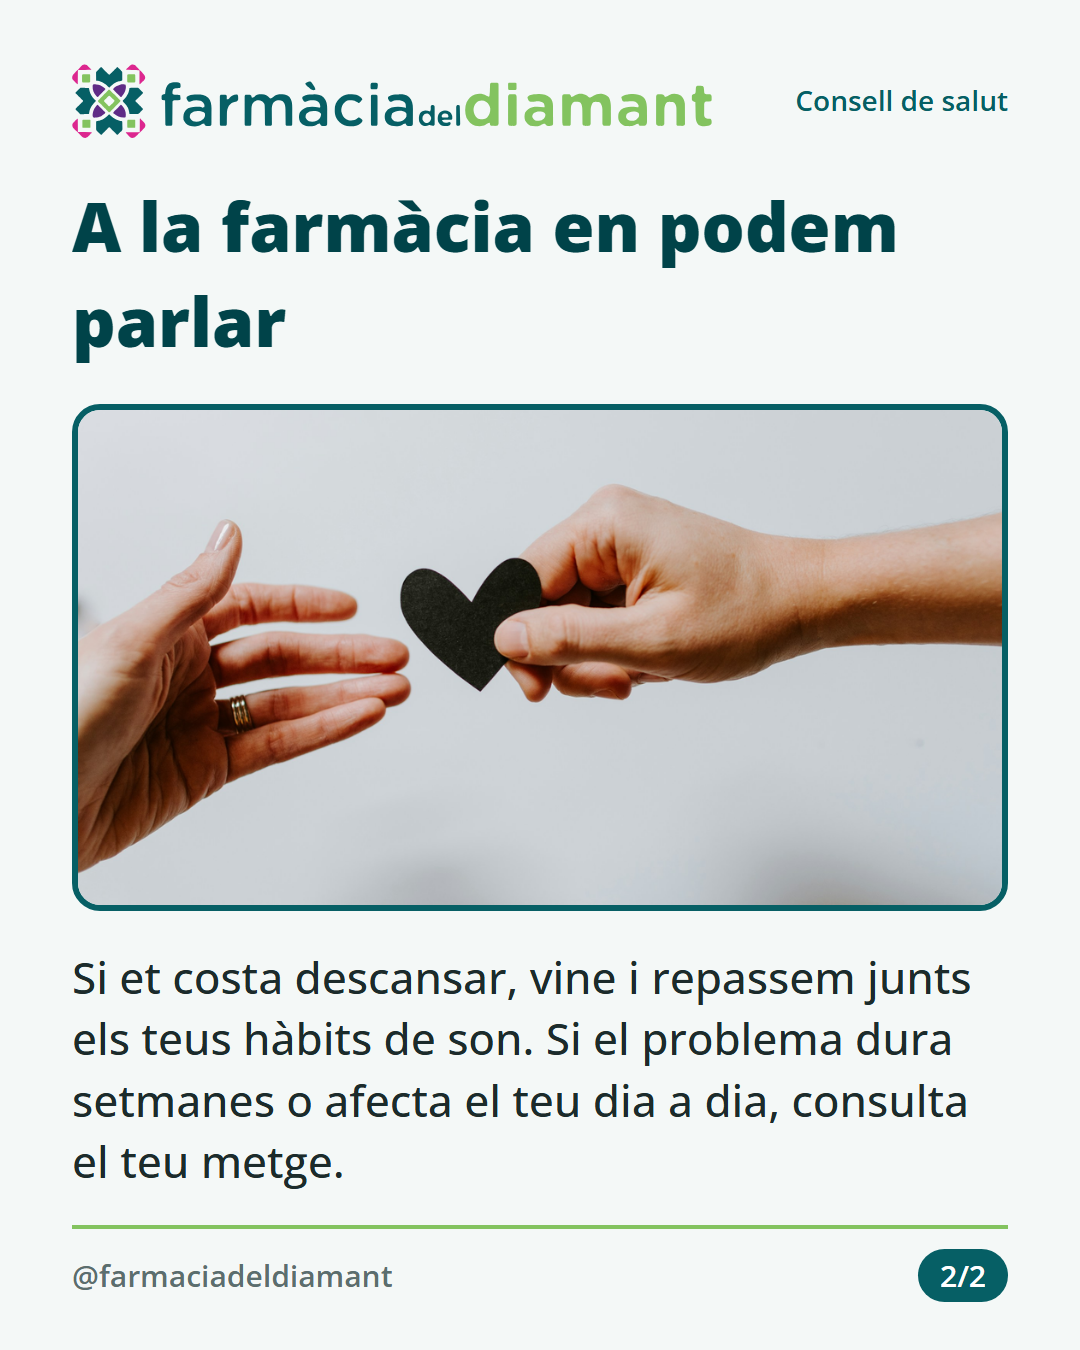 farmàciadeldiamant
Consell de salut
A la farmàcia en podem
parlar
Si et costa descansar, vine i repassem junts
els teus hàbits de son. Si el problema dura
setmanes o afecta el teu dia a dia, consulta
el teu metge.
@farmaciadeldiamant
2/2